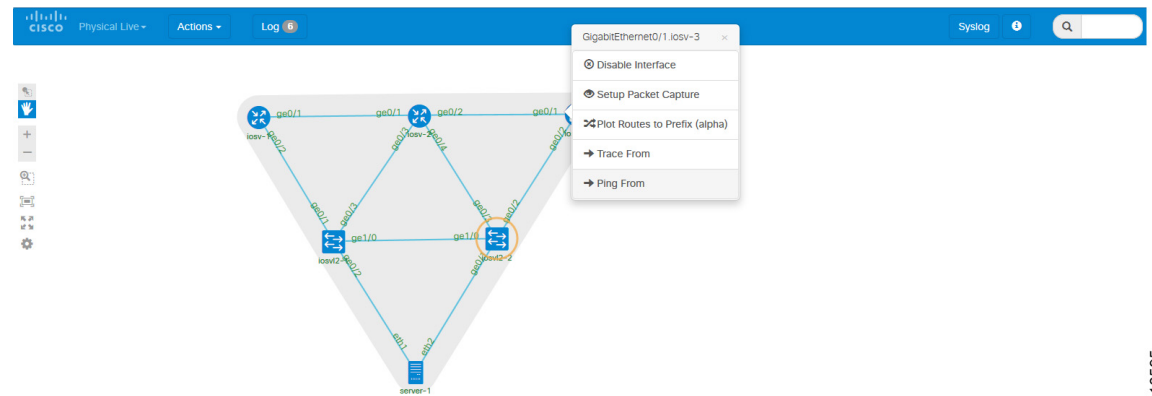 CISCO Physical Live Actions Log 6 Syslog
GigabitEthernet0/1.iosv-3 ×
Disable Interface
Setup Packet Capture
Plot Routes to Prefix (alpha)
Trace From
Ping From
ge0/1 ge0/1 ge0/2 ge0/1
iosv-1 iosv-2
ge0/2 ge0/3 ge0/4 ge0/2
ge0/1 ge0/3 ge0/3 ge0/2
ge1/0 ge1/0
iosvl2-1 iosvl2-2
ge0/2
eth1 eth2
server-1